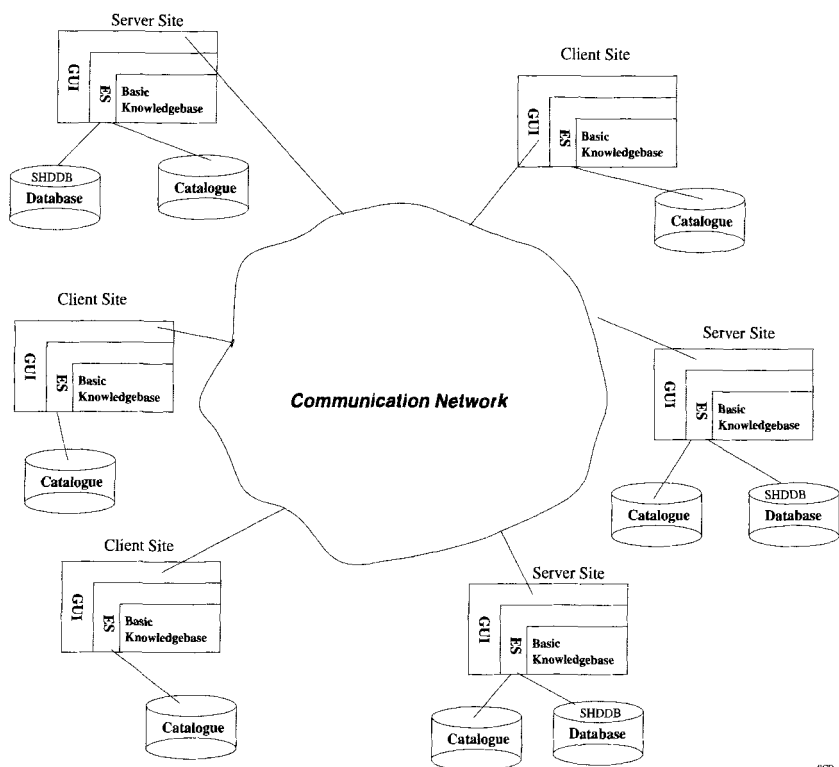 Server Site
GUI
ES
Basic
Knowledgebase
SHDDB
Database
Catalogue
Client Site
GUI
ES
Basic
Knowledgebase
Catalogue
Client Site
GUI
ES
Basic
Knowledgebase
Catalogue
Communication Network
Server Site
GUI
ES
Basic
Knowledgebase
Catalogue
SHDDB
Database
Client Site
GUI
ES
Basic
Knowledgebase
Catalogue
Server Site
GUI
ES
Basic
Knowledgebase
Catalogue
SHDDB
Database